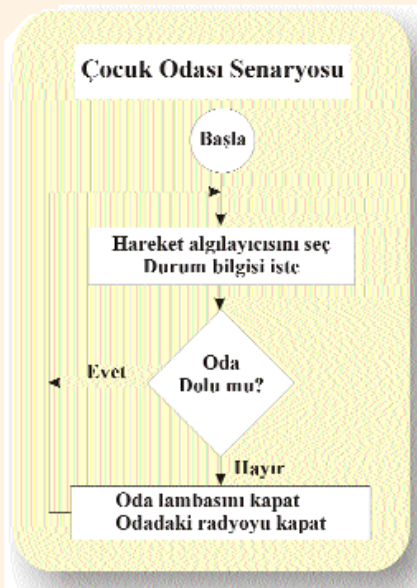 Çocuk Odası Senaryosu
Başla
Hareket algılayıcısını seç
Durum bilgisi iste
Oda
Dolu mu?
Evet
Hayır
Oda lambasını kapat
Odadaki radyoyu kapat